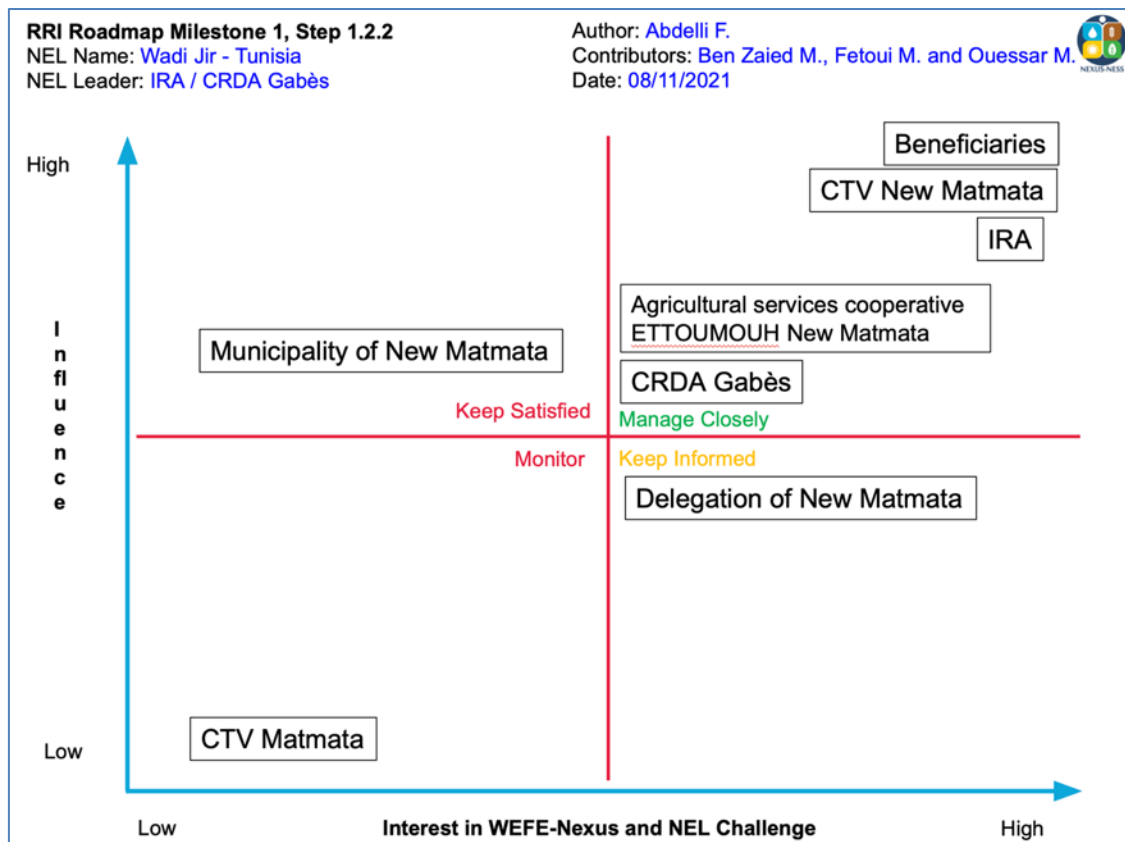 RRI Roadmap Milestone 1, Step 1.2.2
NEL Name: Wadi Jir - Tunisia
NEL Leader: IRA / CRDA Gabès
Author: Abdelli F.
Contributors: Ben Zaied M., Fetoui M. and Ouessar M.
Date: 08/11/2021
NEXUS-NESS
High
Beneficiaries
CTV New Matmata
IRA
Agricultural services cooperative
ETTOUMOUH New Matmata
Municipality of New Matmata
CRDA Gabès
Influence
Keep Satisfied
Manage Closely
Monitor
Keep Informed
Delegation of New Matmata
CTV Matmata
Low
Low
Interest in WEFE-Nexus and NEL Challenge
High